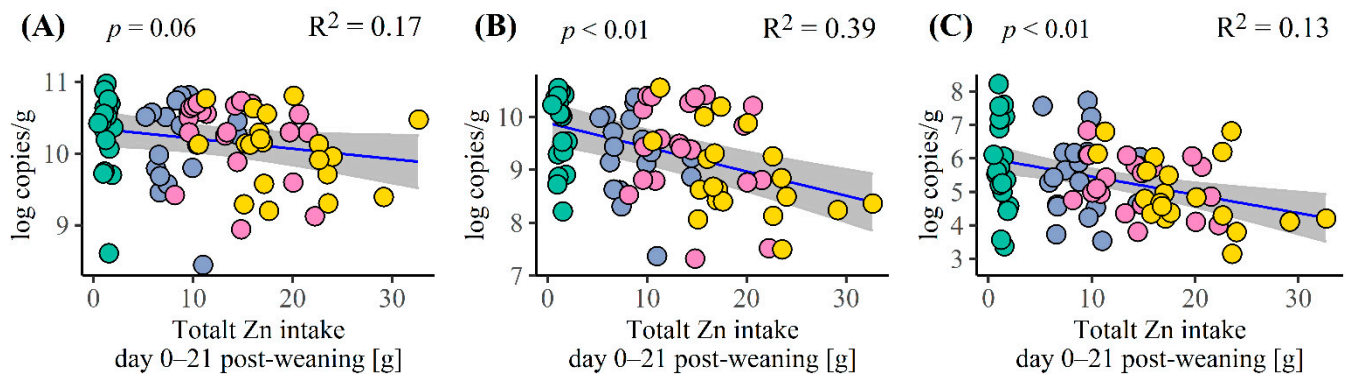 (A) p = 0.06 R² = 0.17
log copies/g
11
10
9
0 10 20 30
Totalt Zn intake
day 0–21 post-weaning [g]
(B) p < 0.01 R² = 0.39
log copies/g
10
9
8
7
0 10 20 30
Totalt Zn intake
day 0–21 post-weaning [g]
(C) p < 0.01 R² = 0.13
log copies/g
8
7
6
5
4
3
0 10 20 30
Totalt Zn intake
day 0–21 post-weaning [g]